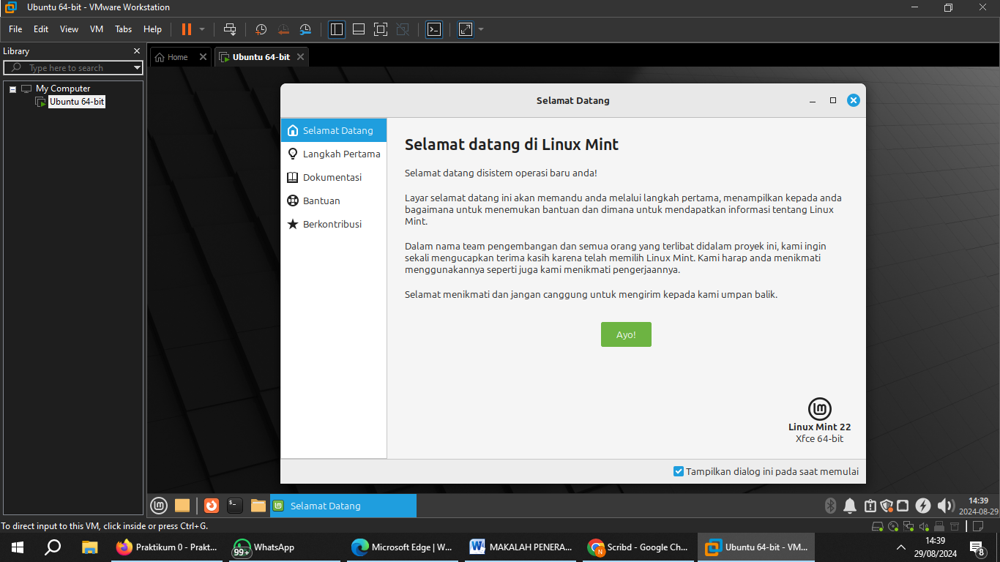 Ubuntu 64-bit - VMware Workstation
File Edit View VM Tabs Help
Library
Type here to search
My Computer
Ubuntu 64-bit
Home
Ubuntu 64-bit
Selamat Datang
Selamat Datang
Langkah Pertama
Dokumentasi
Bantuan
Berkontribusi
Selamat datang di Linux Mint
Selamat datang disistem operasi baru anda!
Layar selamat datang ini akan memandu anda melalui langkah pertama, menampilkan kepada anda
bagaimana untuk menemukan bantuan dan dimana untuk mendapatkan informasi tentang Linux
Mint.
Dalam nama team pengembangan dan semua orang yang terlibat didalam proyek ini, kami ingin
sekali mengucapkan terima kasih karena telah memilih Linux Mint. Kami harap anda menikmati
menggunakannya seperti juga kami menikmati pengerjaannya.
Selamat menikmati dan jangan canggung untuk mengirim kepada kami umpan balik.
Ayo!
Linux Mint 22
Xfce 64-bit
Tampilkan dialog ini pada saat memulai
Selamat Datang
14:39
2024-08-29
To direct input to this VM, click inside or press Ctrl+G.
Praktikum 0 - Prakt...
99+
WhatsApp
Microsoft Edge | W...
MAKALAH PENERA...
Scribd - Google Ch...
Ubuntu 64-bit - VM...
14:39
29/08/2024
8